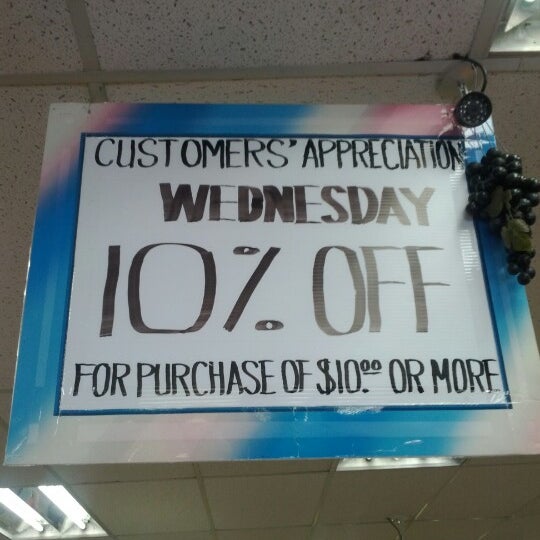 CUSTOMERS' APPRECIATION
WEDNESDAY
10% OFF
FOR PURCHASE OF $10.00 OR MORE